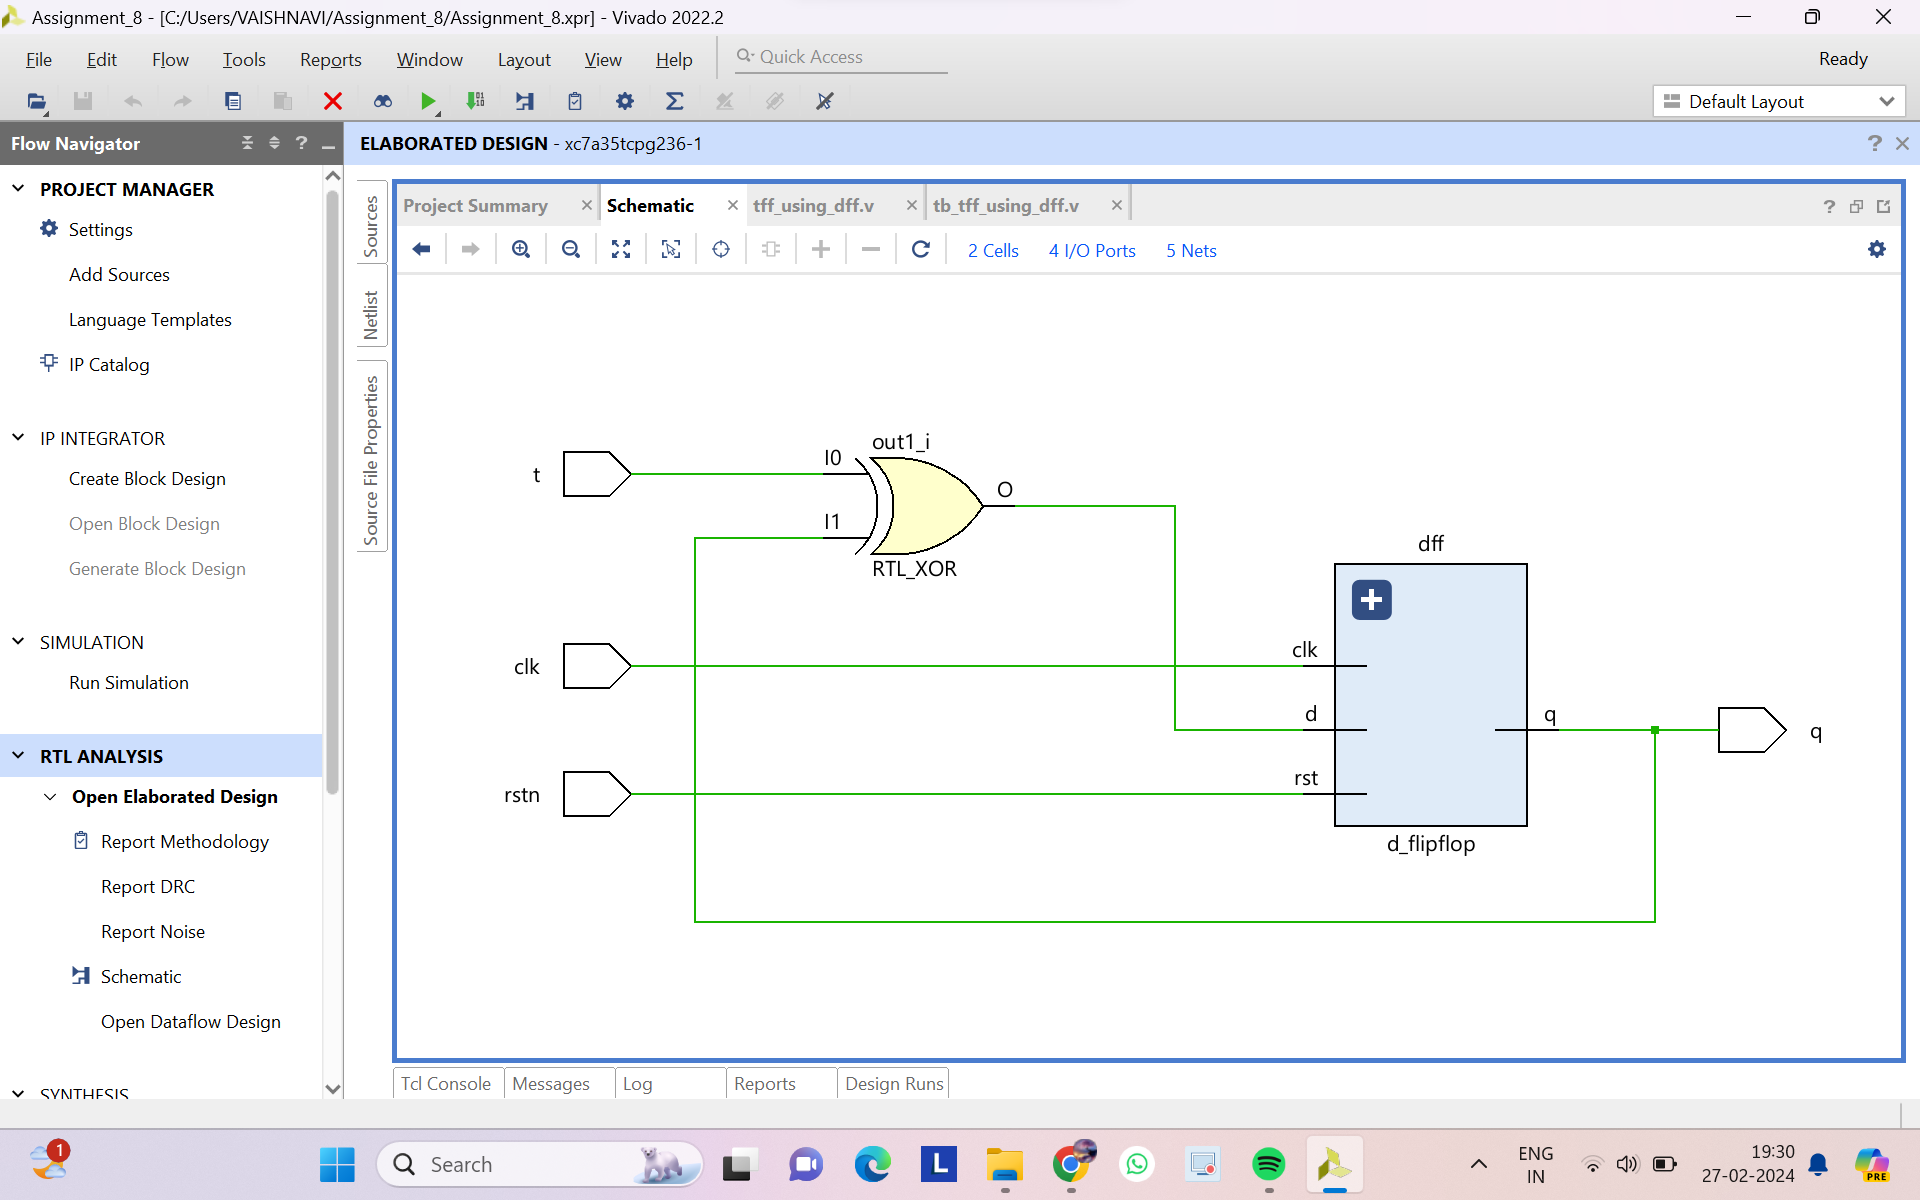 Assignment_8 - [C:/Users/VAISHNAVI/Assignment_8/Assignment_8.xpr] - Vivado 2022.2
File Edit Flow Tools Reports Window Layout View Help Quick Access Ready
Default Layout
Flow Navigator
ELABORATED DESIGN - xc7a35tcpg236-1
PROJECT MANAGER
Settings
Add Sources
Language Templates
IP Catalog
IP INTEGRATOR
Create Block Design
Open Block Design
Generate Block Design
SIMULATION
Run Simulation
RTL ANALYSIS
Open Elaborated Design
Report Methodology
Report DRC
Report Noise
Schematic
Open Dataflow Design
SYNTHESIS
Sources
Netlist
Source File Properties
Project Summary Schematic tff_using_dff.v tb_tff_using_dff.v
2 Cells 4 I/O Ports 5 Nets
out1_i
t I0
O
I1
RTL_XOR
dff
clk clk
d q q
rstn rst
d_flipflop
Tcl Console Messages Log Reports Design Runs
1
Search
L
ENG
IN
19:30
27-02-2024
PRE